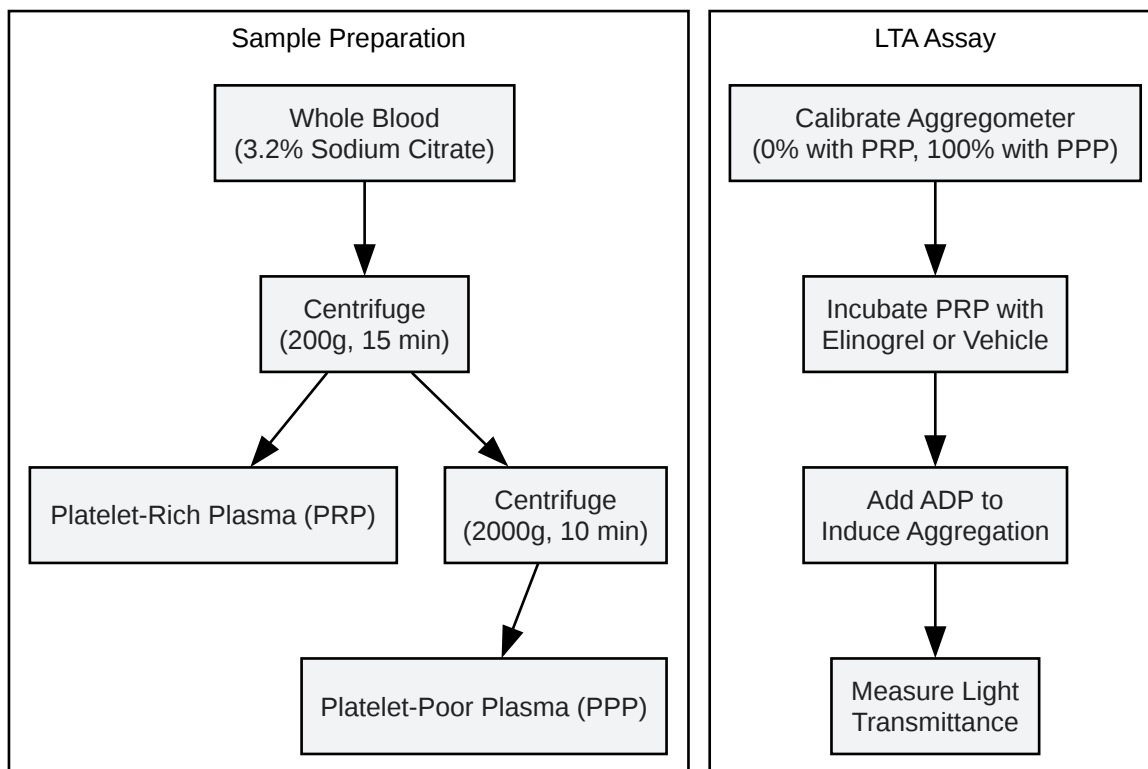 Sample Preparation
Whole Blood
(3.2% Sodium Citrate)
Centrifuge
(200g, 15 min)
Platelet-Rich Plasma (PRP)
Centrifuge
(2000g, 10 min)
Platelet-Poor Plasma (PPP)
LTA Assay
Calibrate Aggregometer
(0% with PRP, 100% with PPP)
Incubate PRP with
Elinogrel or Vehicle
Add ADP to
Induce Aggregation
Measure Light
Transmittance